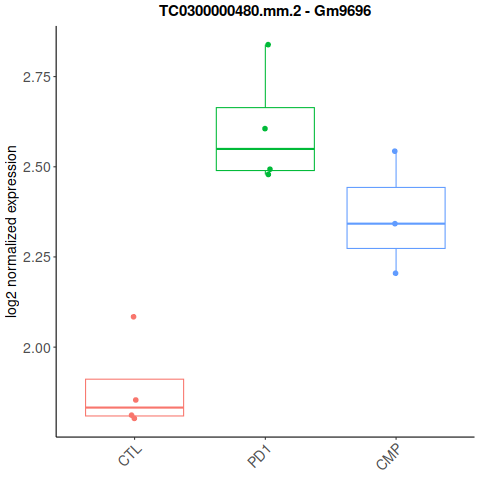 TC0300000480.mm.2 - Gm9696
log2 normalized expression
2.75
2.50
2.25
2.00
CTL
PD1
CMP